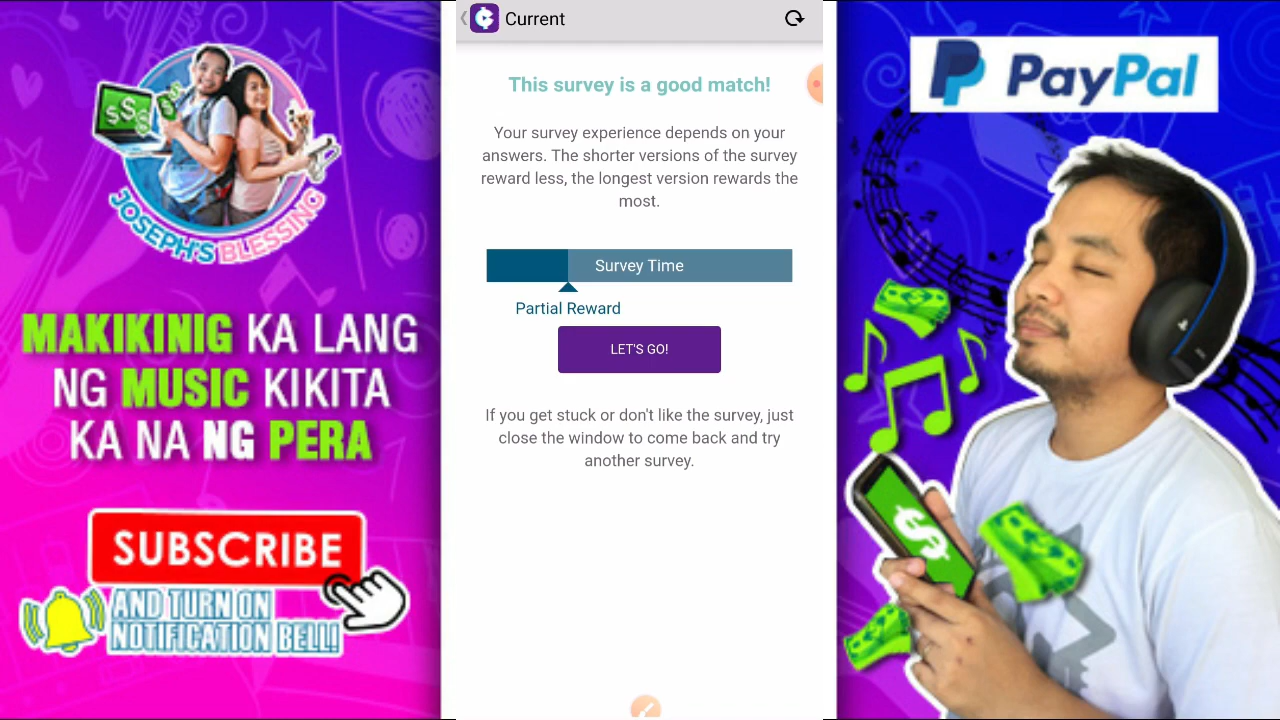 JOSEPH'S BLESSING
MAKIKINIG KA LANG
NG MUSIC KIKITA
KA NA NG PERA
SUBSCRIBE
AND TURN ON
NOTIFICATION BELL!
Current
This survey is a good match!
Your survey experience depends on your
answers. The shorter versions of the survey
reward less, the longest version rewards the
most.
Survey Time
Partial Reward
LET'S GO!
If you get stuck or don't like the survey, just
close the window to come back and try
another survey.
PayPal
$$$
$